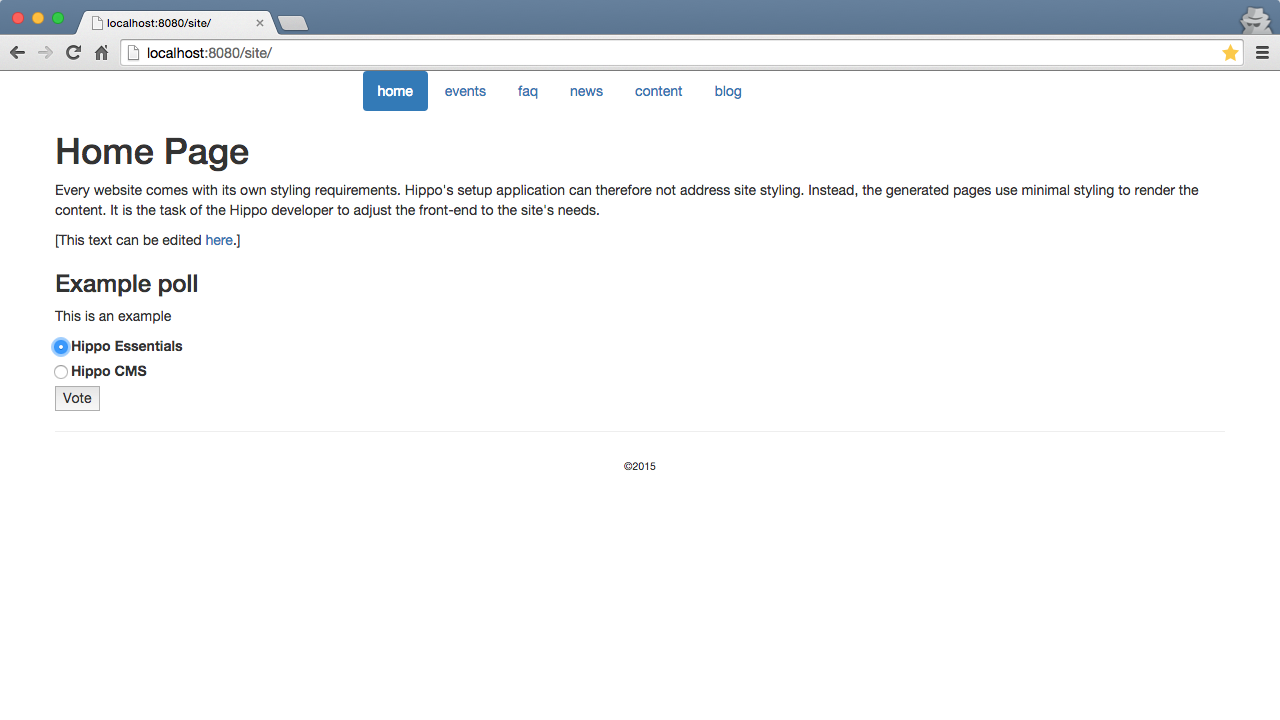 localhost:8080/site/
localhost:8080/site/
home events faq news content blog
Home Page
Every website comes with its own styling requirements. Hippo's setup application can therefore not address site styling. Instead, the generated pages use minimal styling to render the
content. It is the task of the Hippo developer to adjust the front-end to the site's needs.
[This text can be edited here.]
Example poll
This is an example
Hippo Essentials
Hippo CMS
Vote
©2015